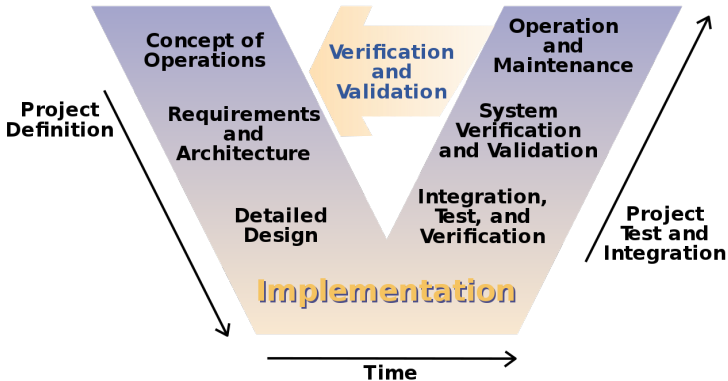 Concept of
Operations
Verification
and
Validation
Operation
and
Maintenance
Project
Definition
Requirements
and
Architecture
System
Verification
and Validation
Detailed
Design
Integration,
Test, and
Verification
Project
Test and
Integration
Implementation
Time